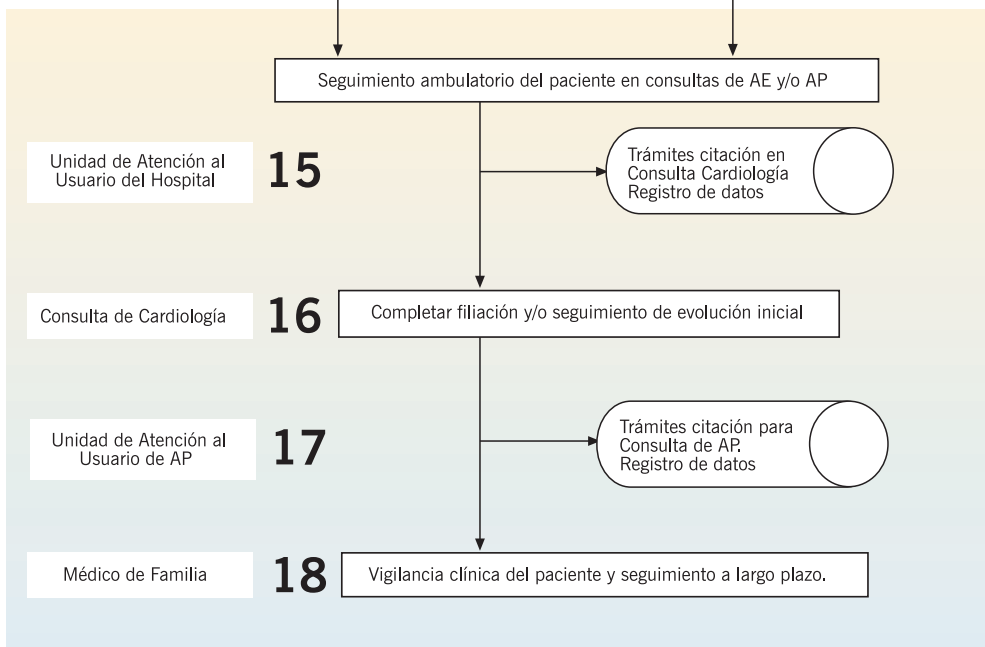 Seguimiento ambulatorio del paciente en consultas de AE y/o AP
Unidad de Atención al
Usuario del Hospital
15
Trámites citación en
Consulta Cardiología
Registro de datos
Consulta de Cardiología
16
Completar filiación y/o seguimiento de evolución inicial
Unidad de Atención al
Usuario de AP
17
Trámites citación para
Consulta de AP.
Registro de datos
Médico de Familia
18
Vigilancia clínica del paciente y seguimiento a largo plazo.